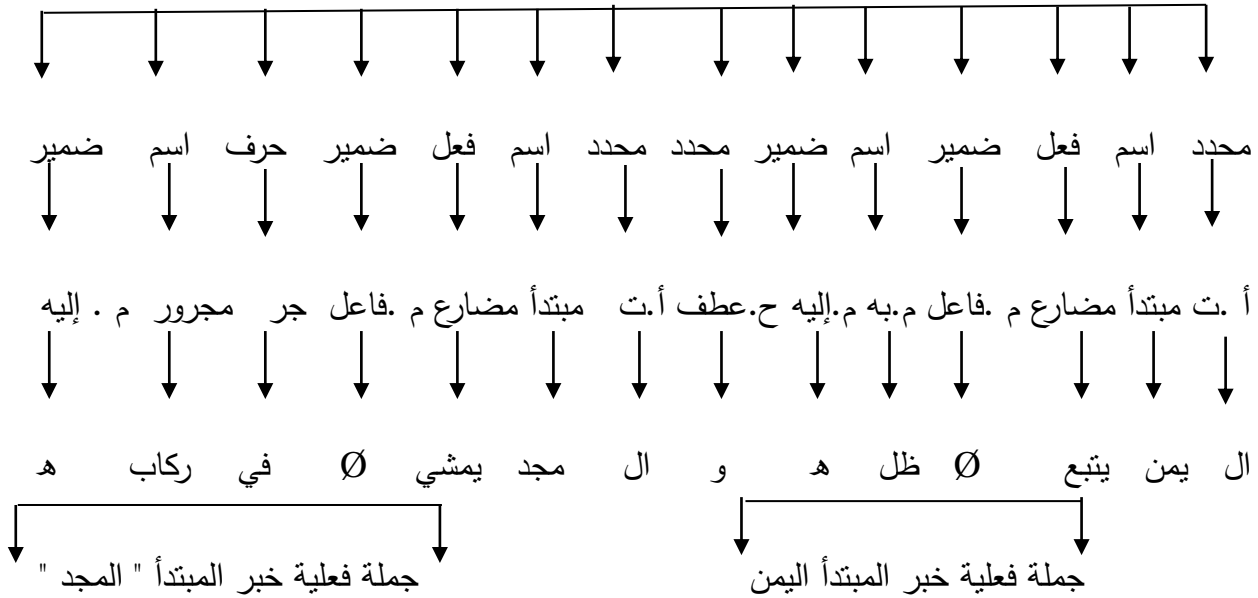 محدد اسم فعل ضمير اسم ضمير محدد محدد اسم فعل ضمير حرف اسم ضمير
أ .ت مبتدأ مضارع م .فاعل م.به م.إليه ح.عطف أ.ت مبتدأ مضارع م .فاعل جر مجرور م . إليه
ال يمن يتبع Ø ظل ه و ال مجد يمشي Ø في ركاب ه
جملة فعلية خبر المبتدأ اليمن جملة فعلية خبر المبتدأ " المجد "